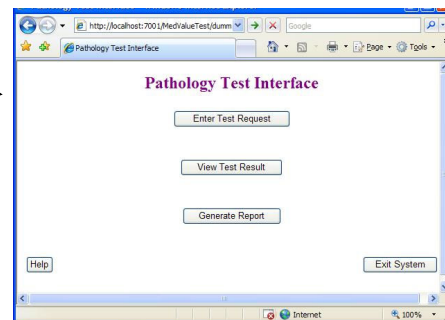 http://localhost:7001/MedValueTest/dumm
Google
Pathology Test Interface
Page
Tools
Pathology Test Interface
Enter Test Request
View Test Result
Generate Report
Help
Exit System
Internet
100%